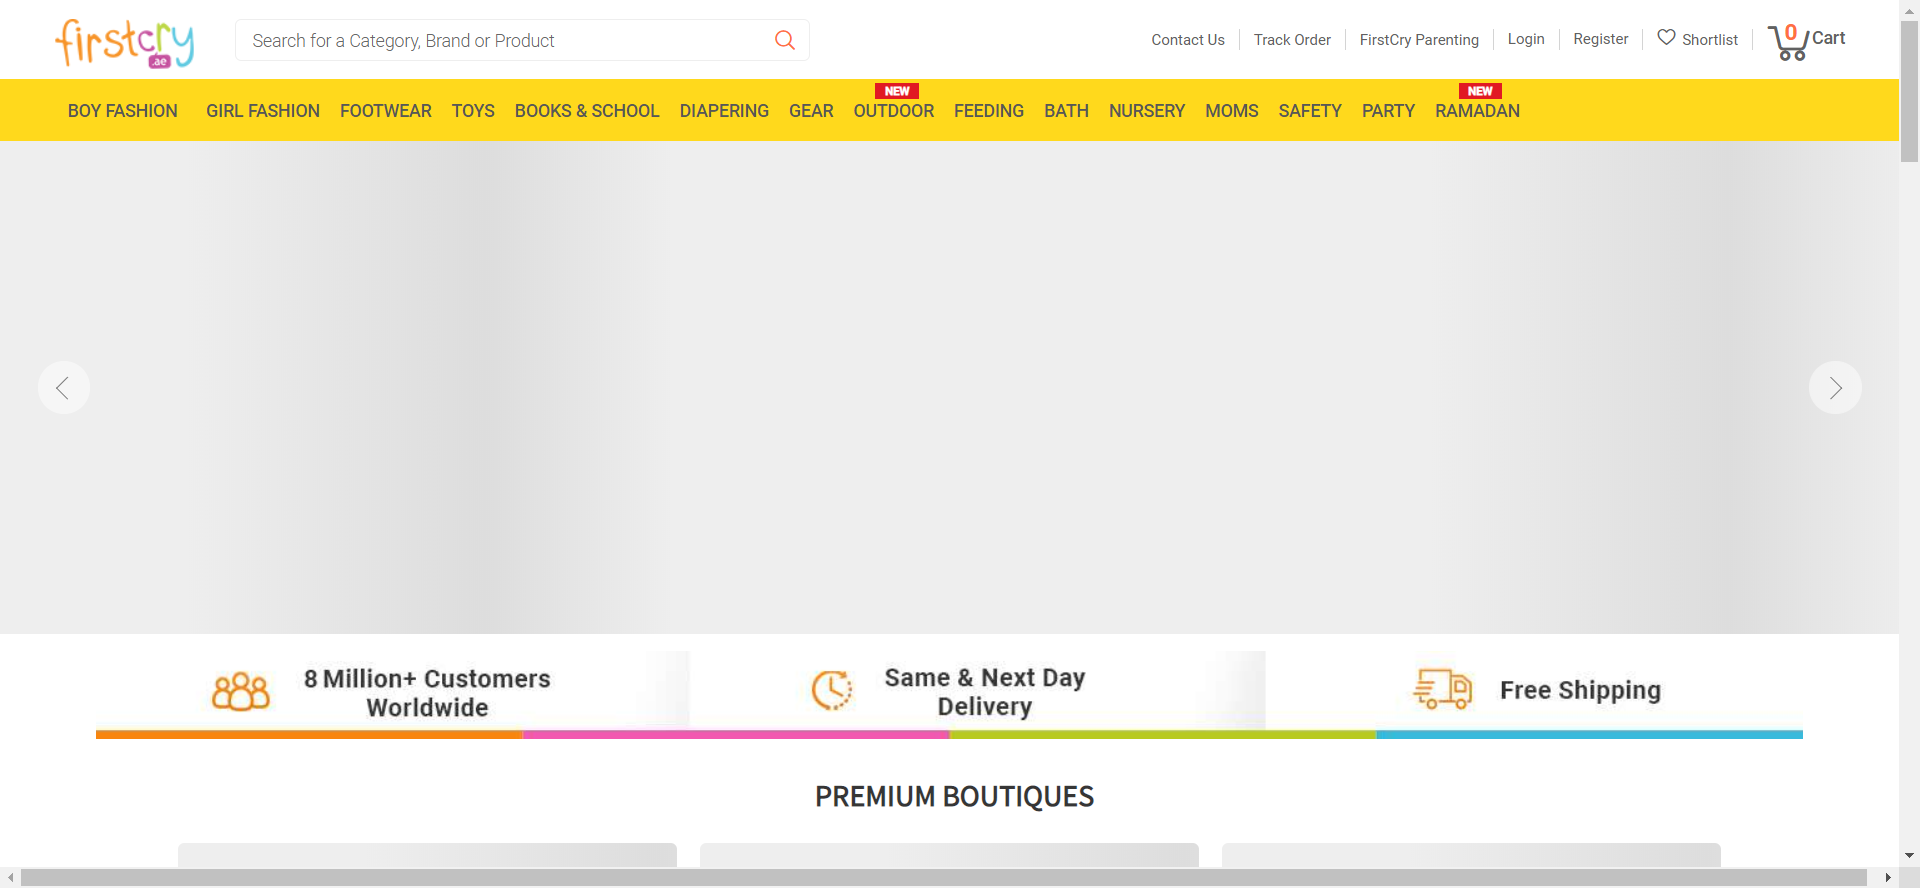 firstcry
.ae
Search for a Category, Brand or Product
Contact Us
Track Order
FirstCry Parenting
Login
Register
Shortlist
0
Cart
BOY FASHION
GIRL FASHION
FOOTWEAR
TOYS
BOOKS & SCHOOL
DIAPERING
GEAR
NEW
OUTDOOR
FEEDING
BATH
NURSERY
MOMS
SAFETY
PARTY
NEW
RAMADAN
8 Million+ Customers
Worldwide
Same & Next Day
Delivery
Free Shipping
PREMIUM BOUTIQUES